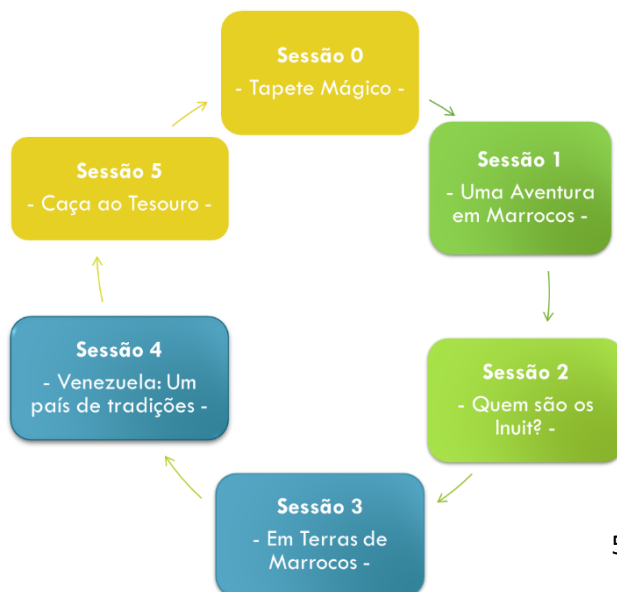 Sessão 0
- Tapete Mágico -
Sessão 1
- Uma Aventura
em Marrocos -
Sessão 2
- Quem são os
Inuit? -
Sessão 3
- Em Terras de
Marrocos -
Sessão 4
- Venezuela: Um
país de tradições -
Sessão 5
- Caça ao Tesouro -
5